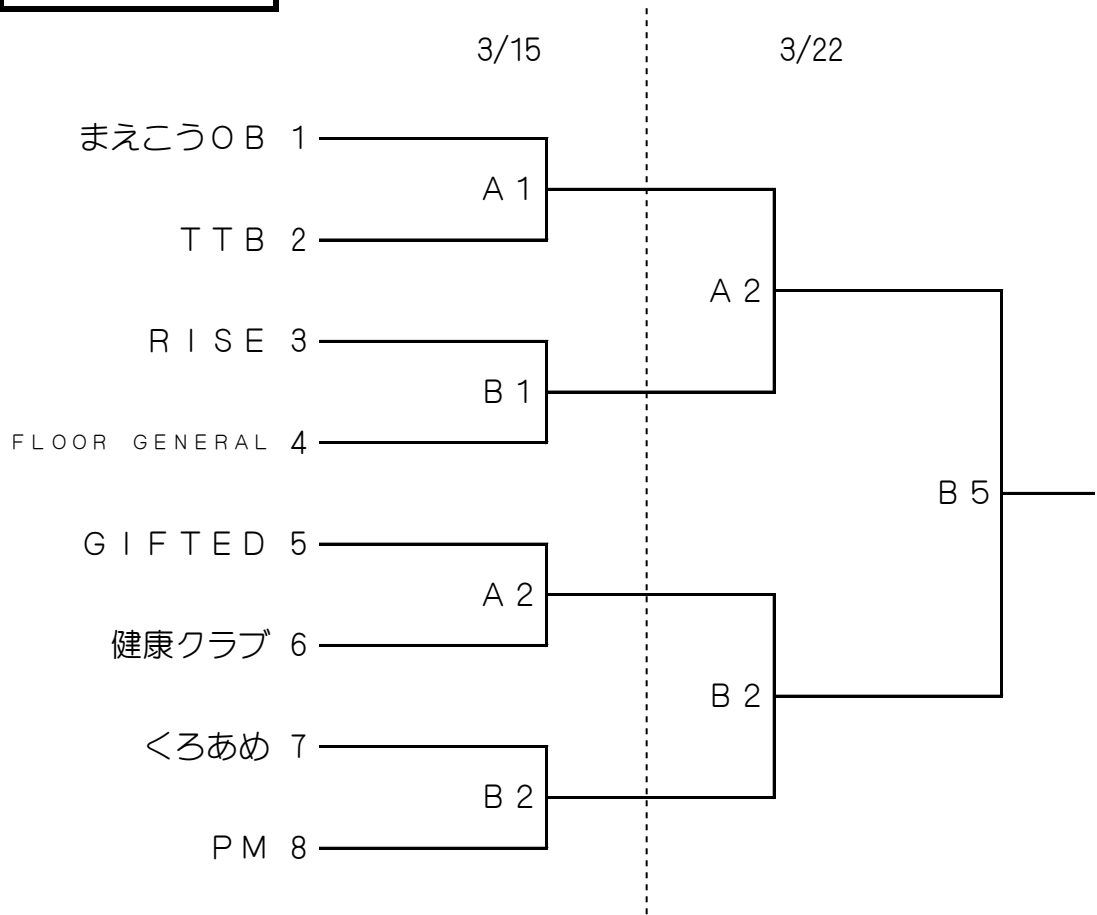 3/15 3/22
まえこうＯＢ 1
Ａ 1
ＴＴＢ 2
Ａ 2
ＲＩＳＥ 3
Ｂ 1
ＦＬＯＯＲ ＧＥＮＥＲＡＬ 4
Ｂ 5
ＧＩＦＴＥＤ 5
Ａ 2
健康クラブ 6
Ｂ 2
くろあめ 7
Ｂ 2
ＰＭ 8